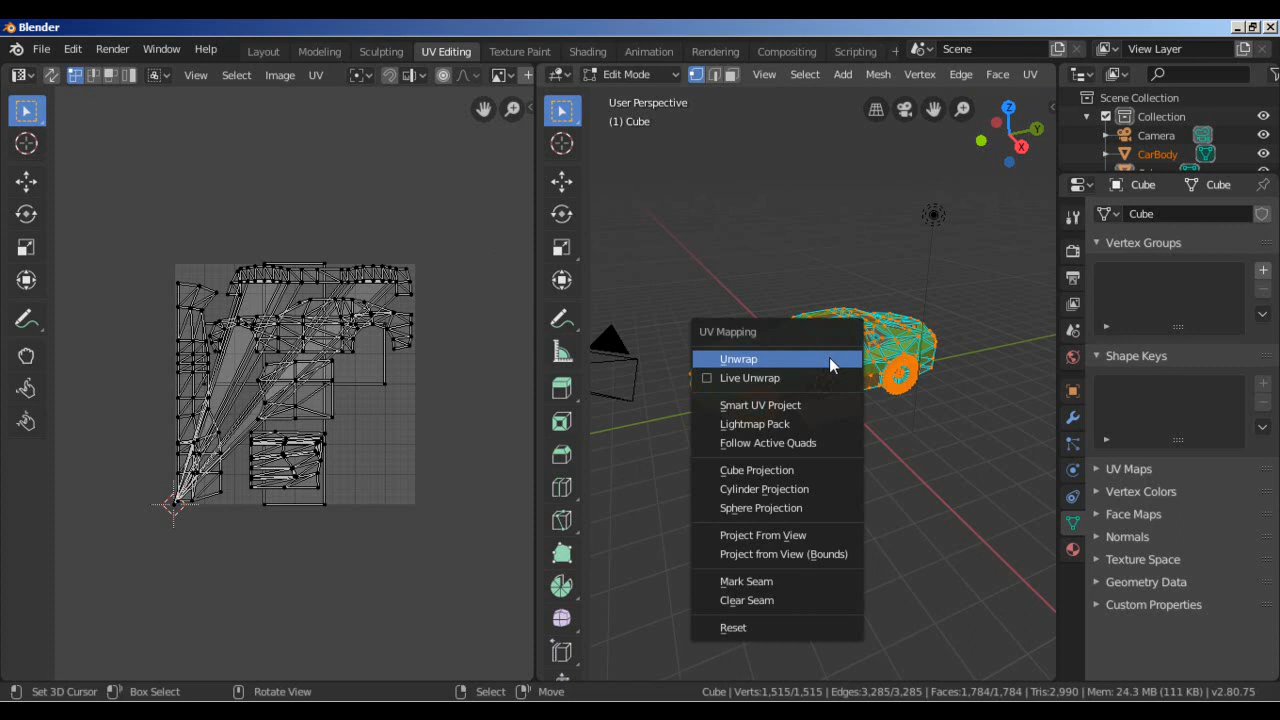 Blender
File Edit Render Window Help
Layout Modeling Sculpting UV Editing Texture Paint Shading Animation Rendering Compositing Scripting
Scene
View Layer
View Select Image UV
Edit Mode
View Select Add Mesh Vertex Edge Face UV
User Perspective
(1) Cube
Z
Y
X
Scene Collection
Collection
Camera
CarBody
Cube
Cube
Cube
Vertex Groups
Shape Keys
UV Maps
Vertex Colors
Face Maps
Normals
Texture Space
Geometry Data
Custom Properties
UV Mapping
Unwrap
Live Unwrap
Smart UV Project
Lightmap Pack
Follow Active Quads
Cube Projection
Cylinder Projection
Sphere Projection
Project From View
Project from View (Bounds)
Mark Seam
Clear Seam
Reset
Set 3D Cursor
Box Select
Rotate View
Select
Move
Cube | Verts:1,515/1,515 | Edges:3,285/3,285 | Faces:1,784/1,784 | Tris:2,990 | Mem: 24.3 MB (111 KB) | v2.80.75